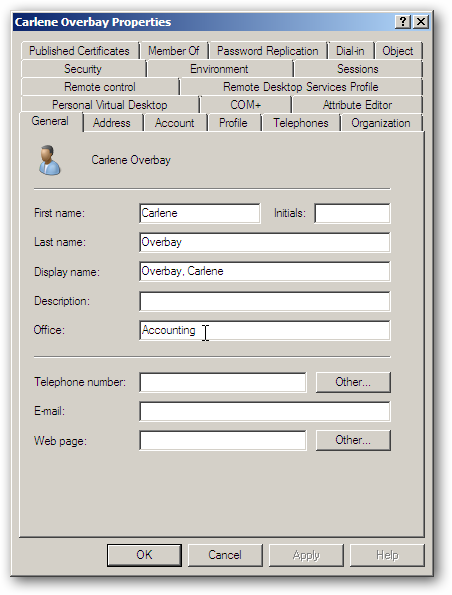 Carlene Overbay Properties
Published Certificates Member Of Password Replication Dial-in Object
Security Environment Sessions
Remote control Remote Desktop Services Profile
Personal Virtual Desktop COM+ Attribute Editor
General Address Account Profile Telephones Organization
Carlene Overbay
First name: Carlene Initials:
Last name: Overbay
Display name: Overbay, Carlene
Description:
Office: Accounting
Telephone number: Other...
E-mail:
Web page: Other...
OK Cancel Apply Help